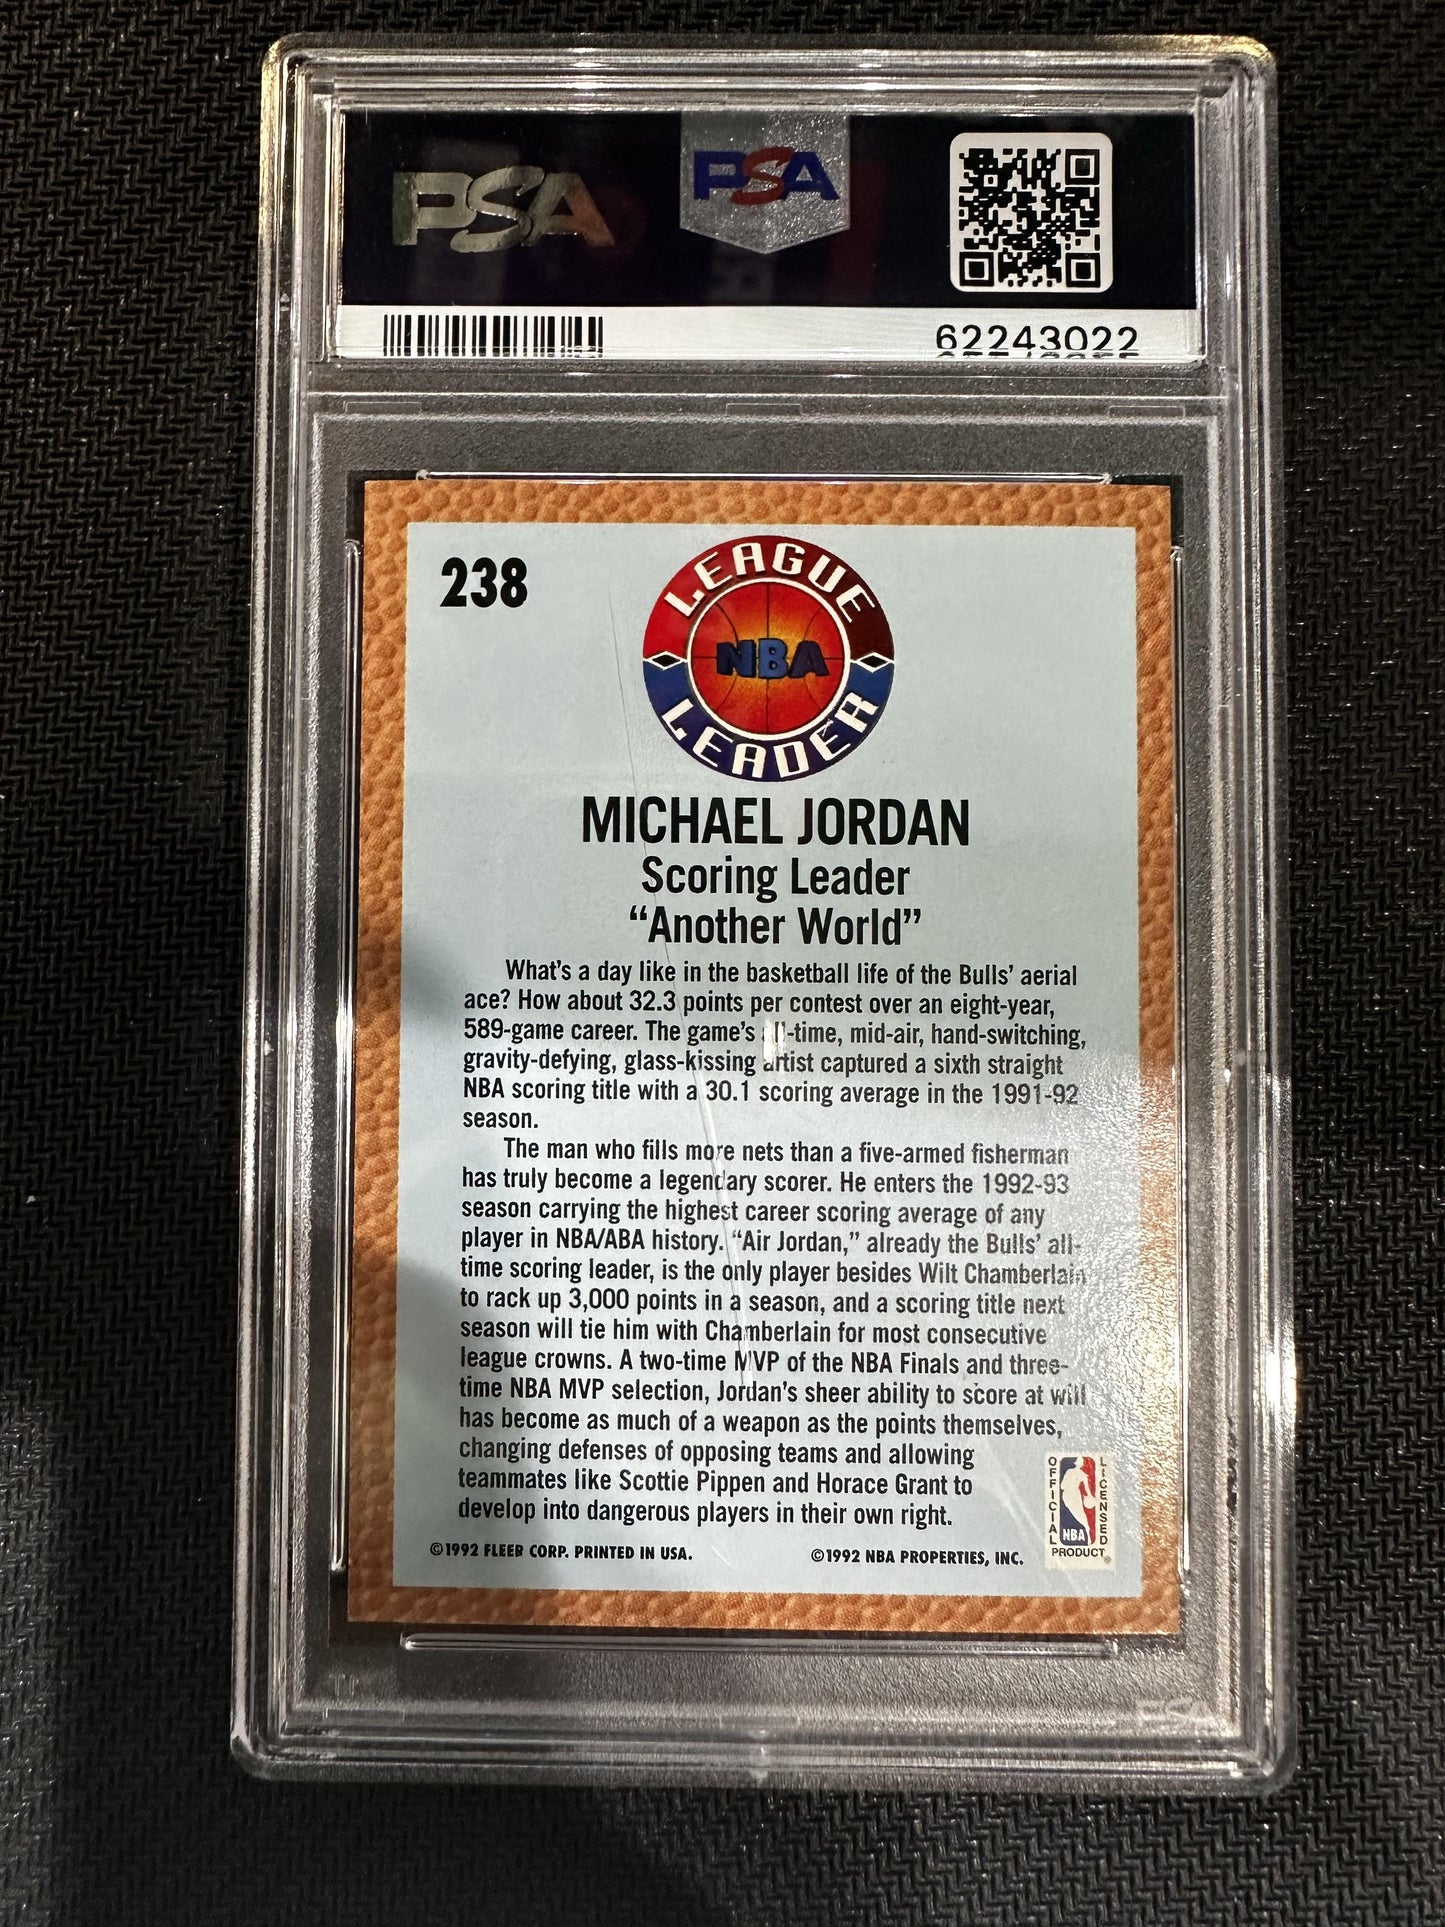 PSA
PSA
62243022
238
LEAGUE
NBA
LEADER
MICHAEL JORDAN
Scoring Leader
“Another World”
What's a day like in the basketball life of the Bulls' aerial
ace? How about 32.3 points per contest over an eight-year,
589-game career. The game's all-time, mid-air, hand-switching,
gravity-defying, glass-kissing artist captured a sixth straight
NBA scoring title with a 30.1 scoring average in the 1991-92
season.
The man who fills more nets than a five-armed fisherman
has truly become a legendary scorer. He enters the 1992-93
season carrying the highest career scoring average of any
player in NBA/ABA history. “Air Jordan,” already the Bulls' all-
time scoring leader, is the only player besides Wilt Chamberlain
to rack up 3,000 points in a season, and a scoring title next
season will tie him with Chamberlain for most consecutive
league crowns. A two-time MVP of the NBA Finals and three-
time NBA MVP selection, Jordan's sheer ability to score at will
has become as much of a weapon as the points themselves,
changing defenses of opposing teams and allowing
teammates like Scottie Pippen and Horace Grant to
develop into dangerous players in their own right.
OFFICIAL
LICENSED
NBA
PRODUCT®
©1992 FLEER CORP. PRINTED IN USA.
©1992 NBA PROPERTIES, INC.
PSA